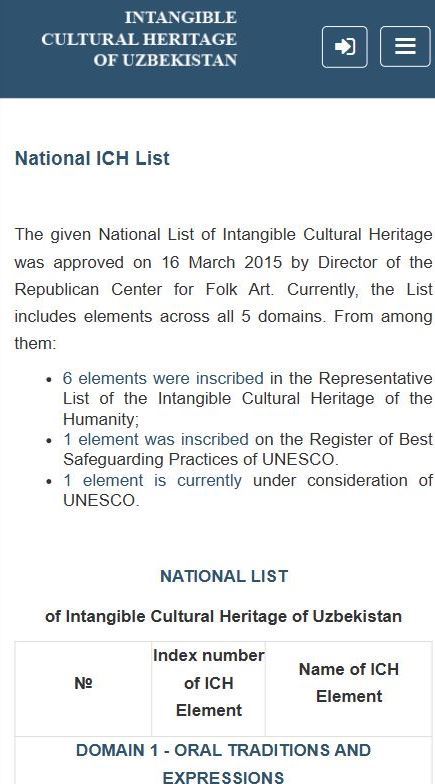 INTANGIBLE
CULTURAL HERITAGE
OF UZBEKISTAN
National ICH List
The given National List of Intangible Cultural Heritage
was approved on 16 March 2015 by Director of the
Republican Center for Folk Art. Currently, the List
includes elements across all 5 domains. From among
them:
• 6 elements were inscribed in the Representative
List of the Intangible Cultural Heritage of the
Humanity;
• 1 element was inscribed on the Register of Best
Safeguarding Practices of UNESCO.
• 1 element is currently under consideration of
UNESCO.
NATIONAL LIST
of Intangible Cultural Heritage of Uzbekistan
№
Index number
of ICH
Element
Name of ICH
Element
DOMAIN 1 - ORAL TRADITIONS AND
EXPRESSIONS